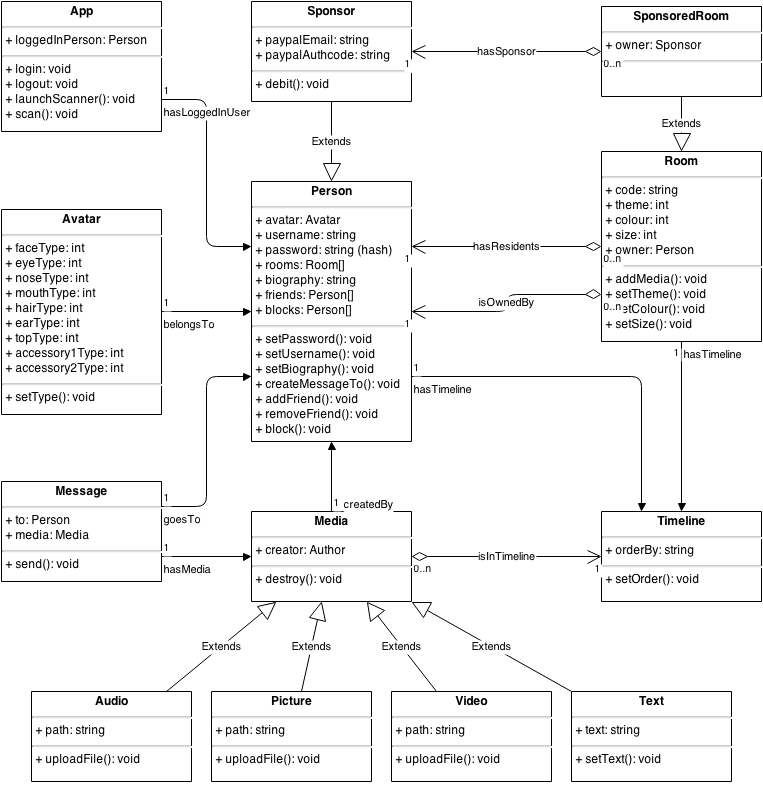 App
+ loggedInPerson: Person
+ login: void
+ logout: void
+ launchScanner(): void
+ scan(): void
Sponsor
+ paypalEmail: string
+ paypalAuthcode: string
+ debit(): void
SponsoredRoom
+ owner: Sponsor
hasSponsor
1
0..n
1
hasLoggedInUser
Extends
Extends
Person
+ avatar: Avatar
+ username: string
+ password: string (hash)
+ rooms: Room[]
+ biography: string
+ friends: Person[]
+ blocks: Person[]
+ setPassword(): void
+ setUsername(): void
+ setBiography(): void
+ createMessageTo(): void
+ addFriend(): void
+ removeFriend(): void
+ block(): void
Room
+ code: string
+ theme: int
+ colour: int
+ size: int
+ owner: Person
+ addMedia(): void
+ setTheme(): void
etColour(): void
+ setSize(): void
hasResidents
1
0..n
isOwnedBy
1
0..n
Avatar
+ faceType: int
+ eyeType: int
+ noseType: int
+ mouthType: int
+ hairType: int
+ earType: int
+ topType: int
+ accessory1Type: int
+ accessory2Type: int
+ setType(): void
1
belongsTo
1
hasTimeline
1 hasTimeline
Message
+ to: Person
+ media: Media
+ send(): void
1
goesTo
1
hasMedia
1 createdBy
Media
+ creator: Author
+ destroy(): void
0..n
isInTimeline
1
Timeline
+ orderBy: string
+ setOrder(): void
Extends
Extends
Extends
Extends
Audio
+ path: string
+ uploadFile(): void
Picture
+ path: string
+ uploadFile(): void
Video
+ path: string
+ uploadFile(): void
Text
+ text: string
+ setText(): void